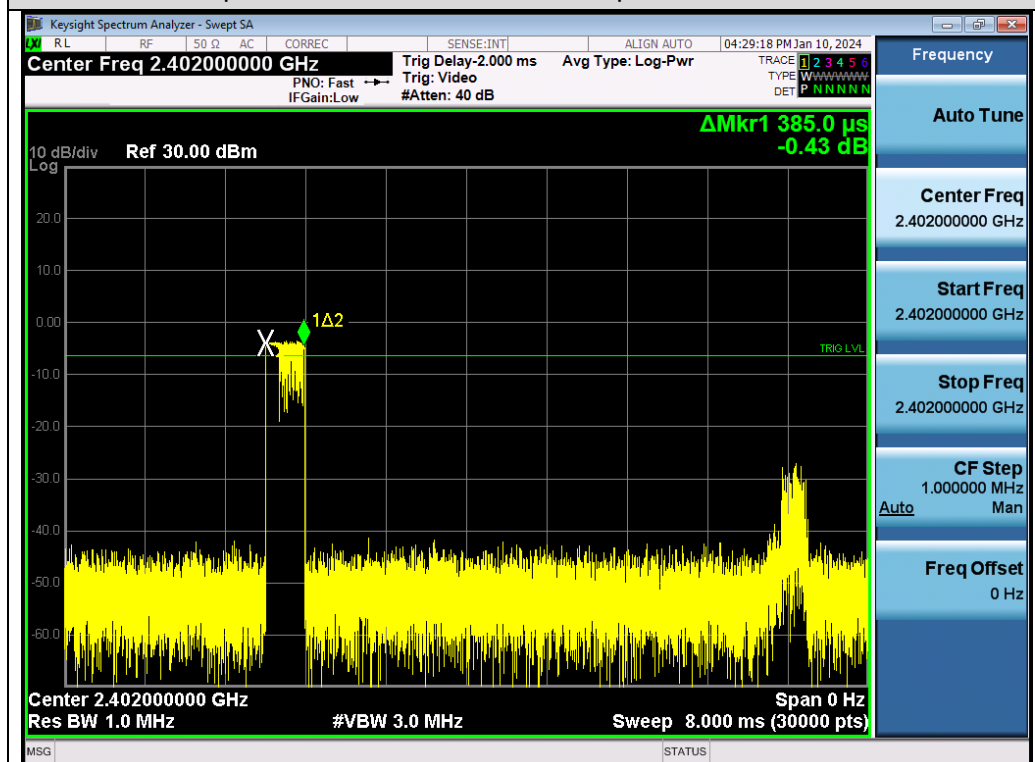 Keysight Spectrum Analyzer - Swept SA
LXI RL RF 50 Ω AC CORREC SENSE:INT ALIGN AUTO 04:29:18 PM Jan 10, 2024
Center Freq 2.402000000 GHz
PNO: Fast
IFGain:Low
Trig Delay-2.000 ms
Trig: Video
#Atten: 40 dB
Avg Type: Log-Pwr
TRACE 1 2 3 4 5 6
TYPE WWWWWW
DET P N N N N N
ΔMkr1 385.0 µs
-0.43 dB
10 dB/div Ref 30.00 dBm
Log
20.0
10.0
0.00
-10.0
-20.0
-30.0
-40.0
-50.0
-60.0
X
1Δ2
TRIG LVL
Center 2.402000000 GHz Span 0 Hz
Res BW 1.0 MHz #VBW 3.0 MHz Sweep 8.000 ms (30000 pts)
MSG STATUS
Frequency
Auto Tune
Center Freq
2.402000000 GHz
Start Freq
2.402000000 GHz
Stop Freq
2.402000000 GHz
CF Step
1.000000 MHz
Auto Man
Freq Offset
0 Hz